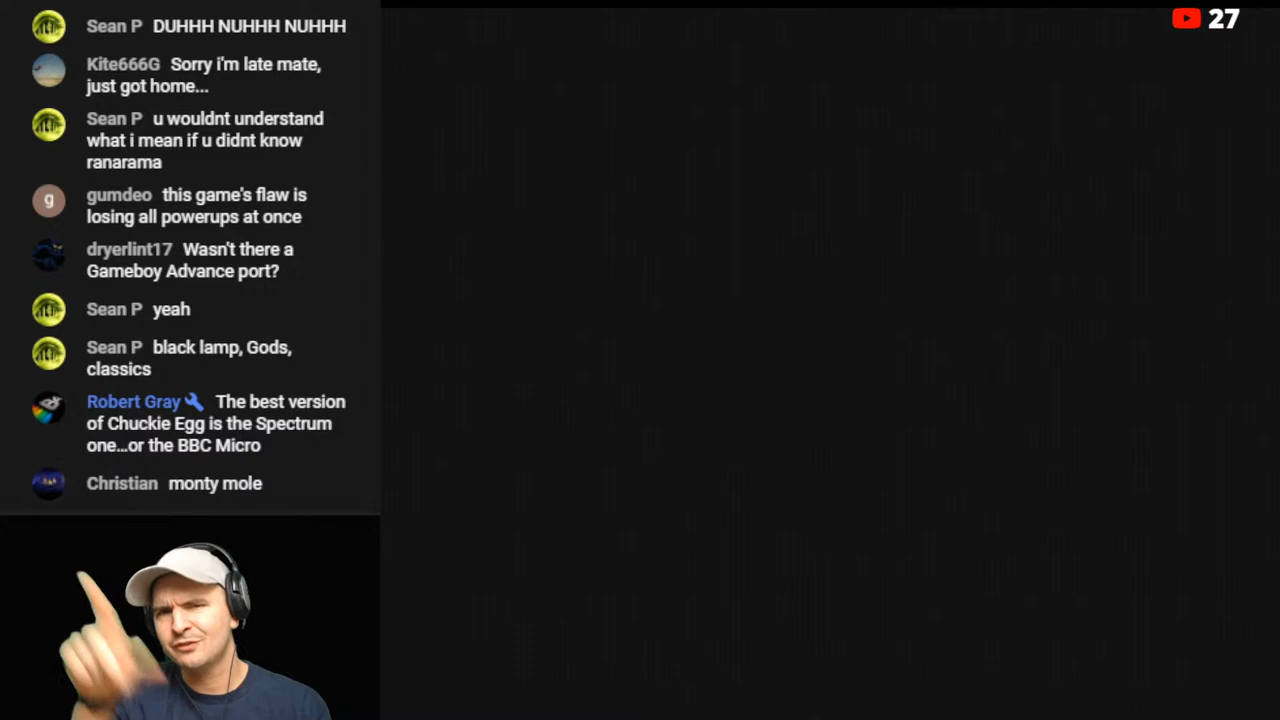 27
Sean P DUHHH NUHHH NUHHH
Kite666G Sorry i'm late mate,
just got home...
Sean P u wouldnt understand
what i mean if u didnt know
ranarama
g gumdeo this game's flaw is
losing all powerups at once
dryerlint17 Wasn't there a
Gameboy Advance port?
Sean P yeah
Sean P black lamp, Gods,
classics
Robert Gray The best version
of Chuckie Egg is the Spectrum
one...or the BBC Micro
Christian monty mole